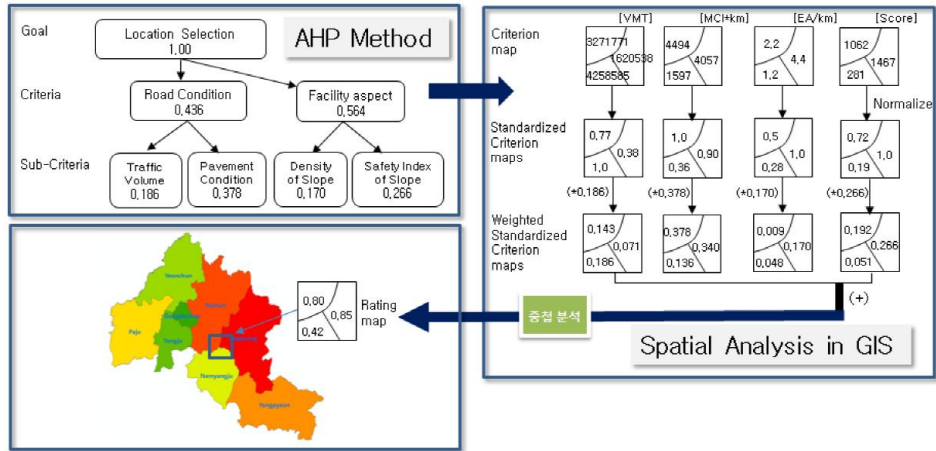 Goal
Location Selection
1,00
AHP Method
Criteria
Road Condition
0,436
Facility aspect
0,564
Sub-Criteria
Traffic
Volume
0,186
Pavement
Condition
0,378
Density
of Slope
0,170
Safety Index
of Slope
0,266
[VMT]
[MCI*km]
[EA/km]
[Score]
Criterion
map
3271771
1620538
4258585
4494
4057
1597
2,2
4,4
1,2
1062
1467
281
Normalize
Standardized
Criterion
maps
0,77
0,38
1,0
1,0
0,90
0,36
0,5
1,0
0,28
0,72
1,0
0,19
(*0,186)
(*0,378)
(*0,170)
(*0,266)
Weighted
Standardized
Criterion
maps
0,143
0,071
0,186
0,378
0,340
0,136
0,009
0,170
0,048
0,192
0,266
0,051
(+)
중첩 분석
Spatial Analysis in GIS
0,80
0,85
0,42
Rating
map
Paju
Yangju
Namyangju